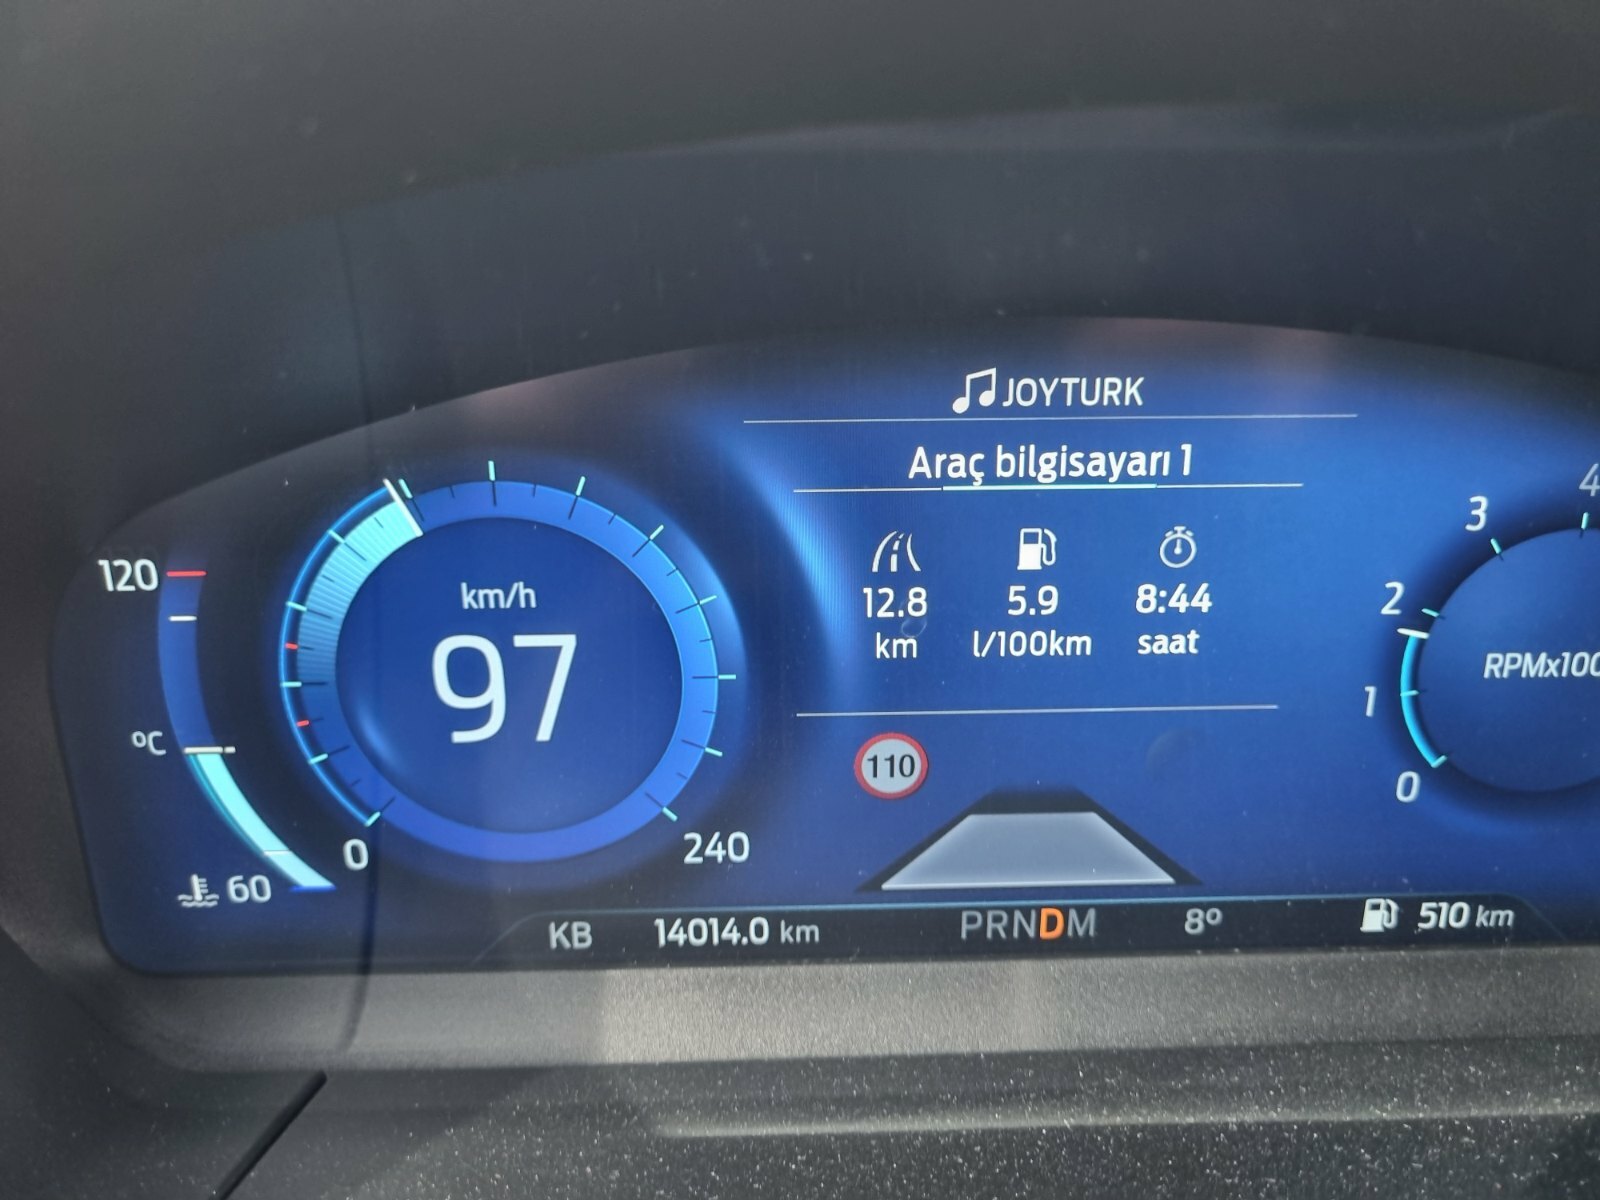 JOYTURK
Araç bilgisayarı 1
12.8 5.9 8:44
km l/100km saat
120
°C
60
km/h
97
0
240
110
4
3
2
1
0
RPMx100
KB 14014.0 km PRNDM 8° 510 km